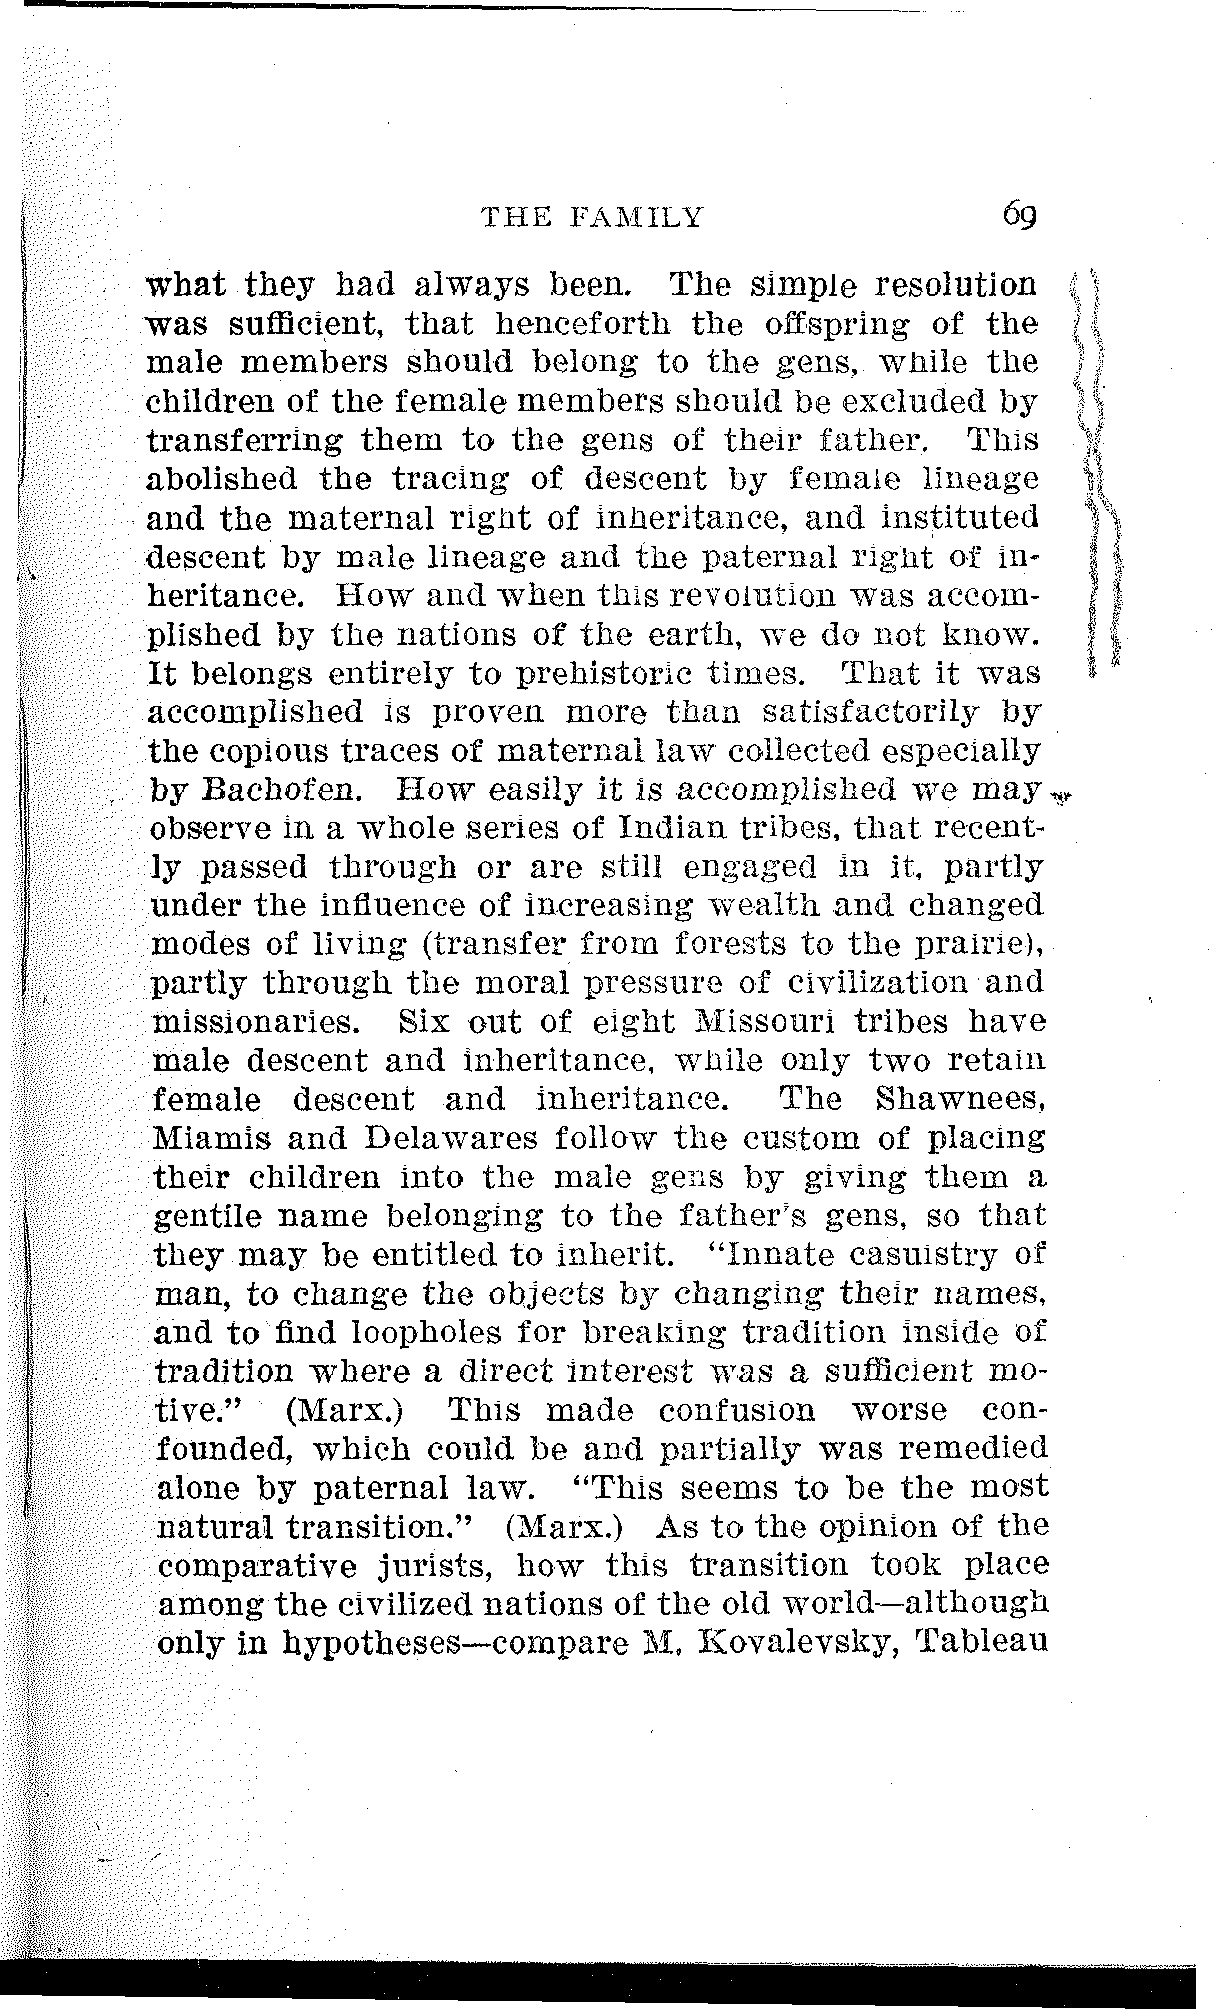 THE FAMILY 69
what they had always been. The simple resolution
was sufficient, that henceforth the offspring of the
male members should belong to the gens, while the
children of the female members should be excluded by
transferring them to the gens of their father. This
abolished the tracing of descent by female lineage
and the maternal right of inheritance, and instituted
descent by male lineage and the paternal right of in-
heritance. How and when this revolution was accom-
plished by the nations of the earth, we do not know.
It belongs entirely to prehistoric times. That it was
accomplished is proven more than satisfactorily by
the copious traces of maternal law collected especially
by Bachofen. How easily it is accomplished we may
observe in a whole series of Indian tribes, that recent-
ly passed through or are still engaged in it, partly
under the influence of increasing wealth and changed
modes of living (transfer from forests to the prairie),
partly through the moral pressure of civilization and
missionaries. Six out of eight Missouri tribes have
male descent and inheritance, while only two retain
female descent and inheritance. The Shawnees,
Miamis and Delawares follow the custom of placing
their children into the male gens by giving them a
gentile name belonging to the father's gens, so that
they may be entitled to inherit. "Innate casuistry of
man, to change the objects by changing their names,
and to find loopholes for breaking tradition inside of
tradition where a direct interest was a sufficient mo-
tive." (Marx.) This made confusion worse con-
founded, which could be and partially was remedied
alone by paternal law. "This seems to be the most
natural transition." (Marx.) As to the opinion of the
comparative jurists, how this transition took place
among the civilized nations of the old world—although
only in hypotheses—compare M. Kovalevsky, Tableau